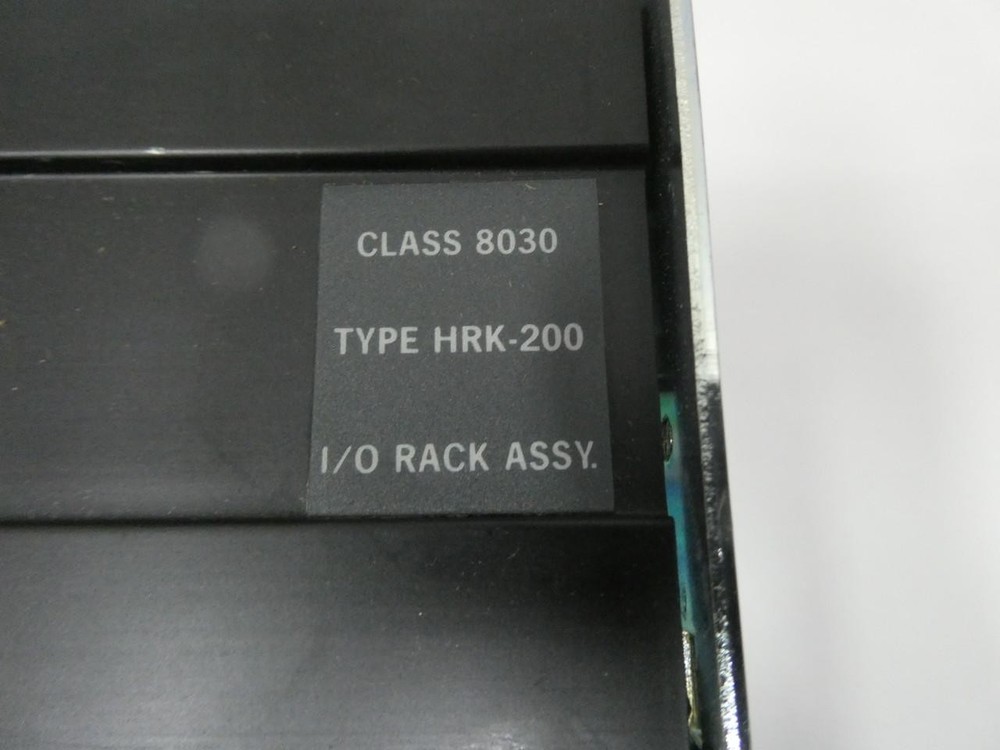 CLASS 8030
TYPE HRK-200
I/O RACK ASSY.